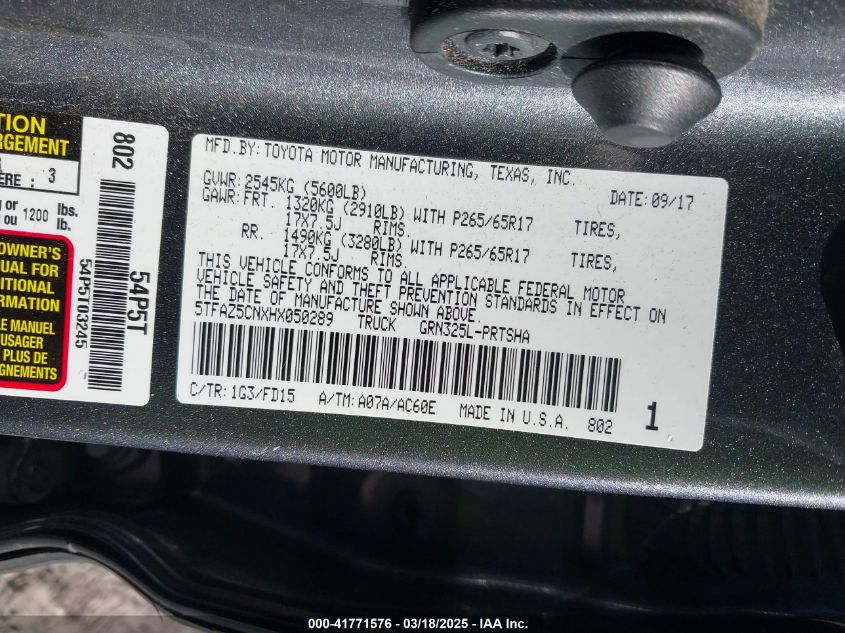 TION
RGEMENT
ERE : 3
g or 1200 lbs.
g ou lb.
OWNER'S
UAL FOR
DITIONAL
ORMATION
LE MANUEL
USAGER
PLUS DE
IGNEMENTS
802
54P5T
54P5T03245
MFD.BY:TOYOTA MOTOR MANUFACTURING, TEXAS, INC.
GVWR:2545KG (5600LB) DATE:09/17
GAWR:FRT. 1320KG (2910LB) WITH P265/65R17 TIRES,
17X7.5J RIMS.
RR. 1490KG (3280LB) WITH P265/65R17 TIRES,
17X7.5J RIMS.
THIS VEHICLE CONFORMS TO ALL APPLICABLE FEDERAL MOTOR
VEHICLE SAFETY AND THEFT PREVENTION STANDARDS IN EFFECT ON
THE DATE OF MANUFACTURE SHOWN ABOVE.
5TFAZ5CNXHX050289 TRUCK GRN325L-PRTSHA
C/TR:1G3/FD15 A/TM:A07A/AC60E MADE IN U.S.A. 802
1
000-41771576 - 03/18/2025 - IAA Inc.